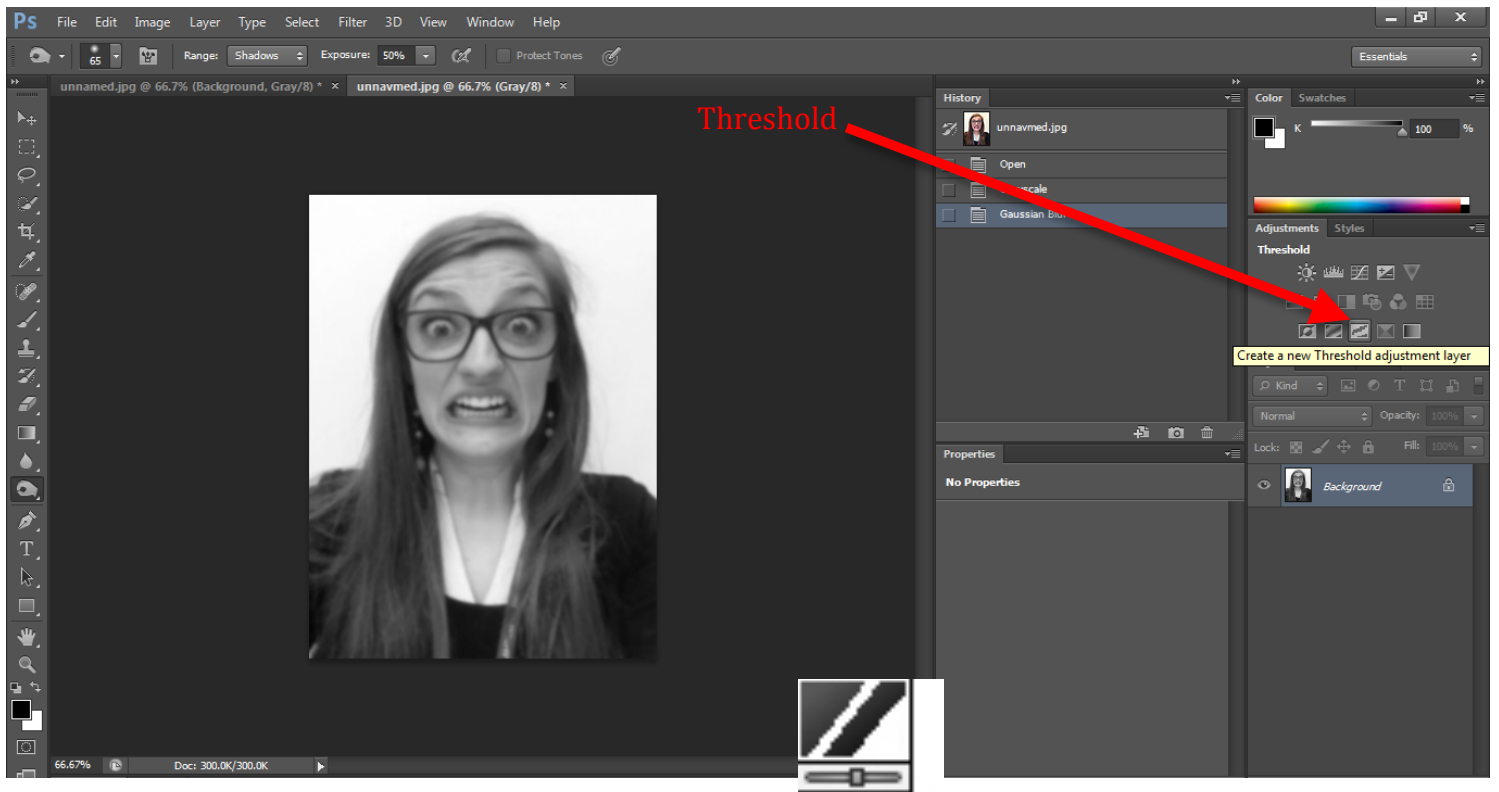 Ps File Edit Image Layer Type Select Filter 3D View Window Help
65 Range: Shadows Exposure: 50% Protect Tones Essentials
unnamed.jpg @ 66.7% (Background, Gray/8) * × unnavmed.jpg @ 66.7% (Gray/8) * ×
History
Color Swatches
Threshold
unnavmed.jpg
K 100 %
Open
Gaussian
Adjustments Styles
Threshold
Create a new Threshold adjustment layer
Kind
Normal Opacity: 100%
Lock: Fill: 100%
Properties
No Properties
Background
66.67% Doc: 300.0K/300.0K